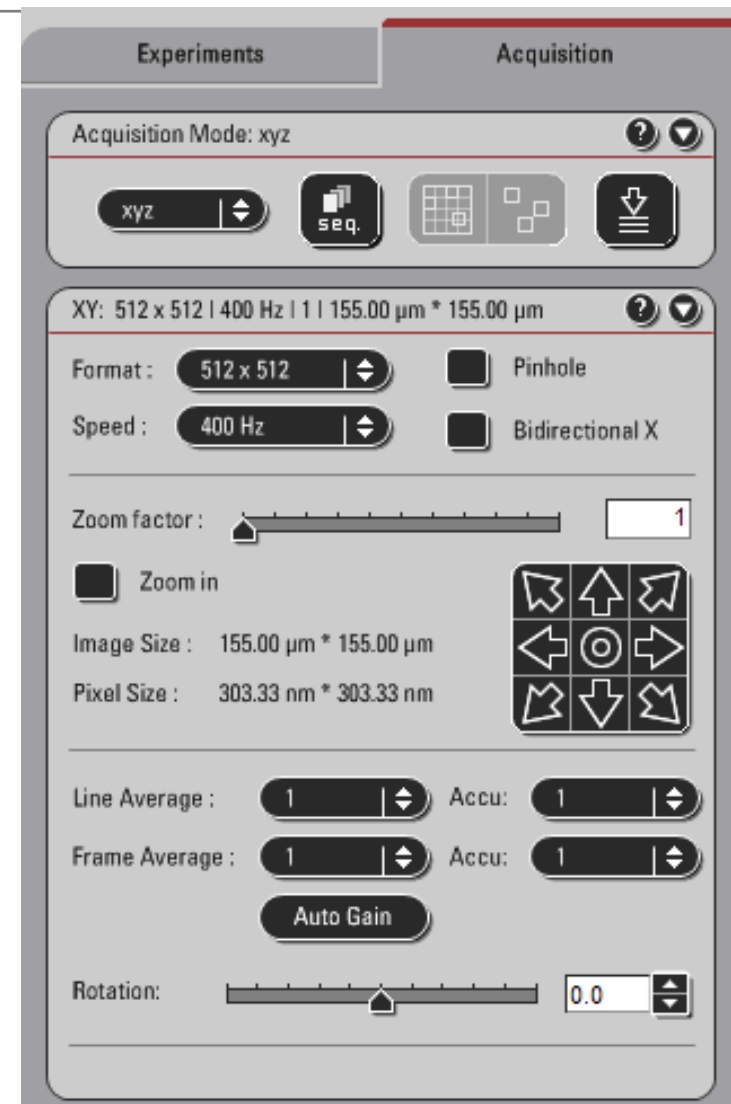 Experiments Acquisition
Acquisition Mode: xyz ?
xyz seq.
XY: 512 x 512 | 400 Hz | 1 | 155.00 µm * 155.00 µm ?
Format : 512 x 512 Pinhole
Speed : 400 Hz Bidirectional X
Zoom factor : 1
Zoom in
Image Size : 155.00 µm * 155.00 µm
Pixel Size : 303.33 nm * 303.33 nm
Line Average : 1 Accu: 1
Frame Average : 1 Accu: 1
Auto Gain
Rotation: 0.0